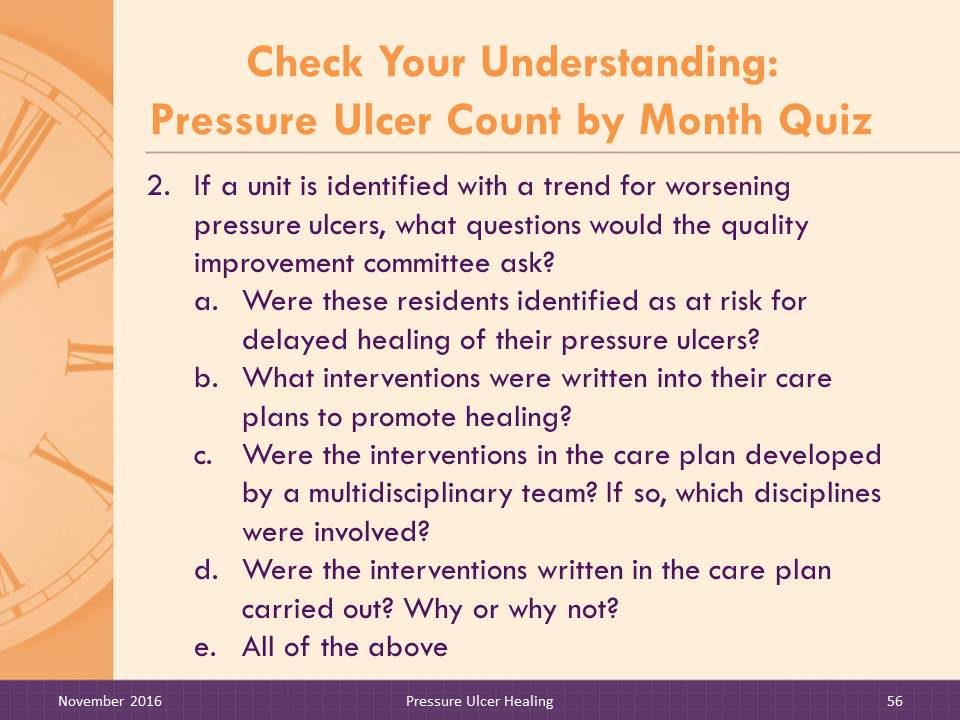 Check Your Understanding:
Pressure Ulcer Count by Month Quiz
2. If a unit is identified with a trend for worsening
pressure ulcers, what questions would the quality
improvement committee ask?
a. Were these residents identified as at risk for
delayed healing of their pressure ulcers?
b. What interventions were written into their care
plans to promote healing?
c. Were the interventions in the care plan developed
by a multidisciplinary team? If so, which disciplines
were involved?
d. Were the interventions written in the care plan
carried out? Why or why not?
e. All of the above
November 2016 Pressure Ulcer Healing 56